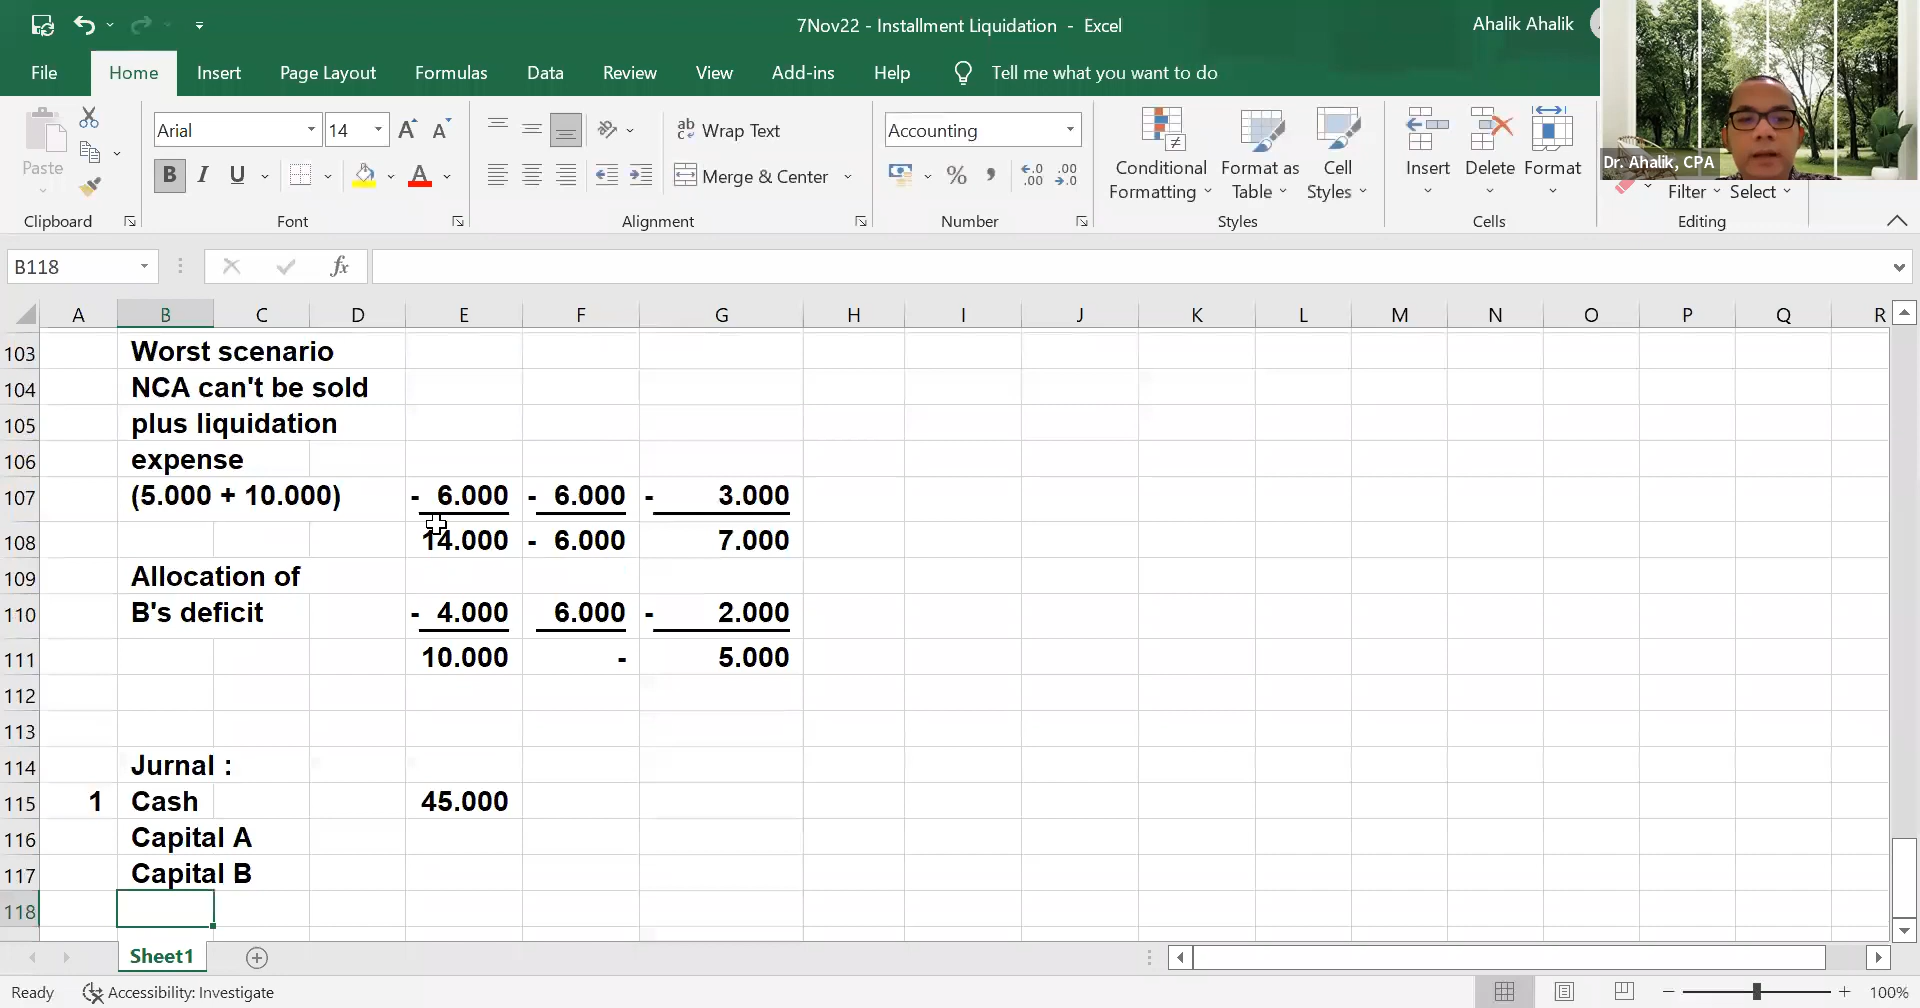 7Nov22 - Installment Liquidation - Excel
Ahalik Ahalik
File Home Insert Page Layout Formulas Data Review View Add-ins Help Tell me what you want to do
Dr. Ahalik, CPA
Paste
Arial 14
B I U A
ab Wrap Text
Merge & Center
Accounting
% ,
Conditional Formatting
Format as Table
Cell Styles
Insert Delete Format
Filter Select
Clipboard Font Alignment Number Styles Cells Editing
B118 fx
A B C D E F G H I J K L M N O P Q R
103 Worst scenario
104 NCA can't be sold
105 plus liquidation
106 expense
107 (5.000 + 10.000) - 6.000 - 6.000 - 3.000
108 14.000 - 6.000 7.000
109 Allocation of
110 B's deficit - 4.000 6.000 - 2.000
111 10.000 - 5.000
112
113
114 Jurnal :
115 1 Cash 45.000
116 Capital A
117 Capital B
118
Sheet1
Ready Accessibility: Investigate 100%